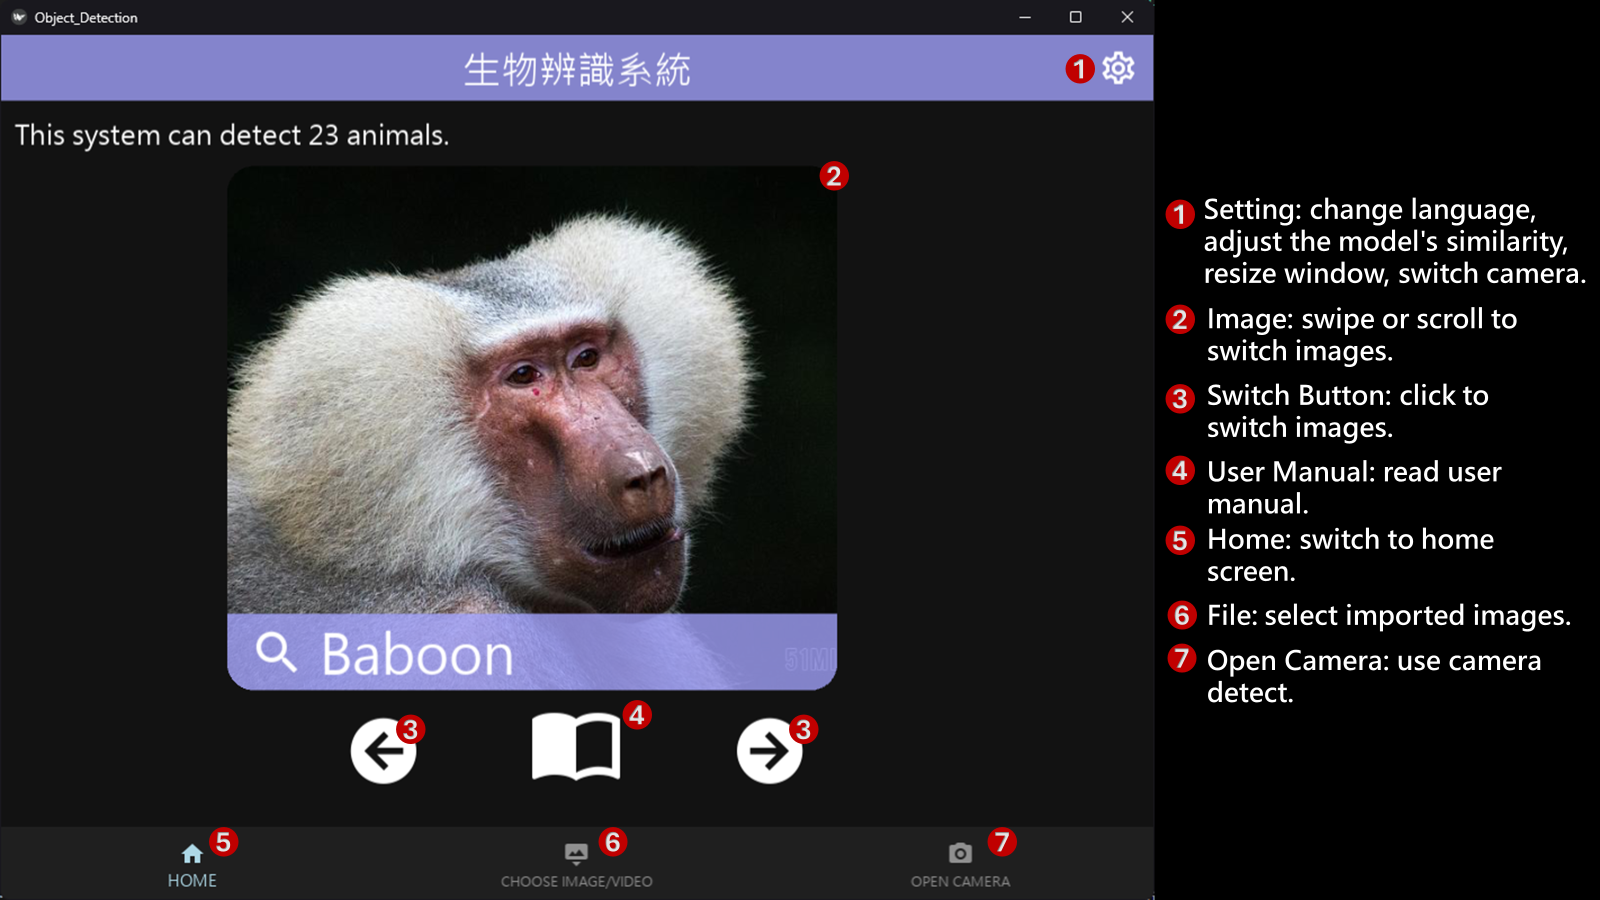 Object_Detection
生物辨識系統
1
This system can detect 23 animals.
2
Baboon
3
4
3
5
HOME
6
CHOOSE IMAGE/VIDEO
7
OPEN CAMERA
1 Setting: change language,
adjust the model's similarity,
resize window, switch camera.
2 Image: swipe or scroll to
switch images.
3 Switch Button: click to
switch images.
4 User Manual: read user
manual.
5 Home: switch to home
screen.
6 File: select imported images.
7 Open Camera: use camera
detect.